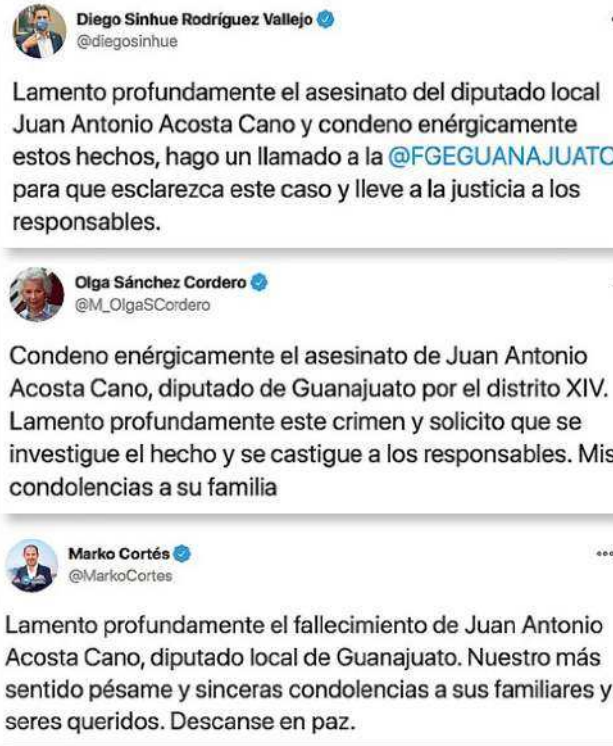 Diego Sinhue Rodríguez Vallejo
@diegosinhue
Lamento profundamente el asesinato del diputado local
Juan Antonio Acosta Cano y condeno enérgicamente
estos hechos, hago un llamado a la @FGEGUANAJUATO
para que esclarezca este caso y lleve a la justicia a los
responsables.
Olga Sánchez Cordero
@M_OlgaSCordero
Condeno enérgicamente el asesinato de Juan Antonio
Acosta Cano, diputado de Guanajuato por el distrito XIV.
Lamento profundamente este crimen y solicito que se
investigue el hecho y se castigue a los responsables. Mis
condolencias a su familia
Marko Cortés
@MarkoCortes
Lamento profundamente el fallecimiento de Juan Antonio
Acosta Cano, diputado local de Guanajuato. Nuestro más
sentido pésame y sinceras condolencias a sus familiares y
seres queridos. Descanse en paz.